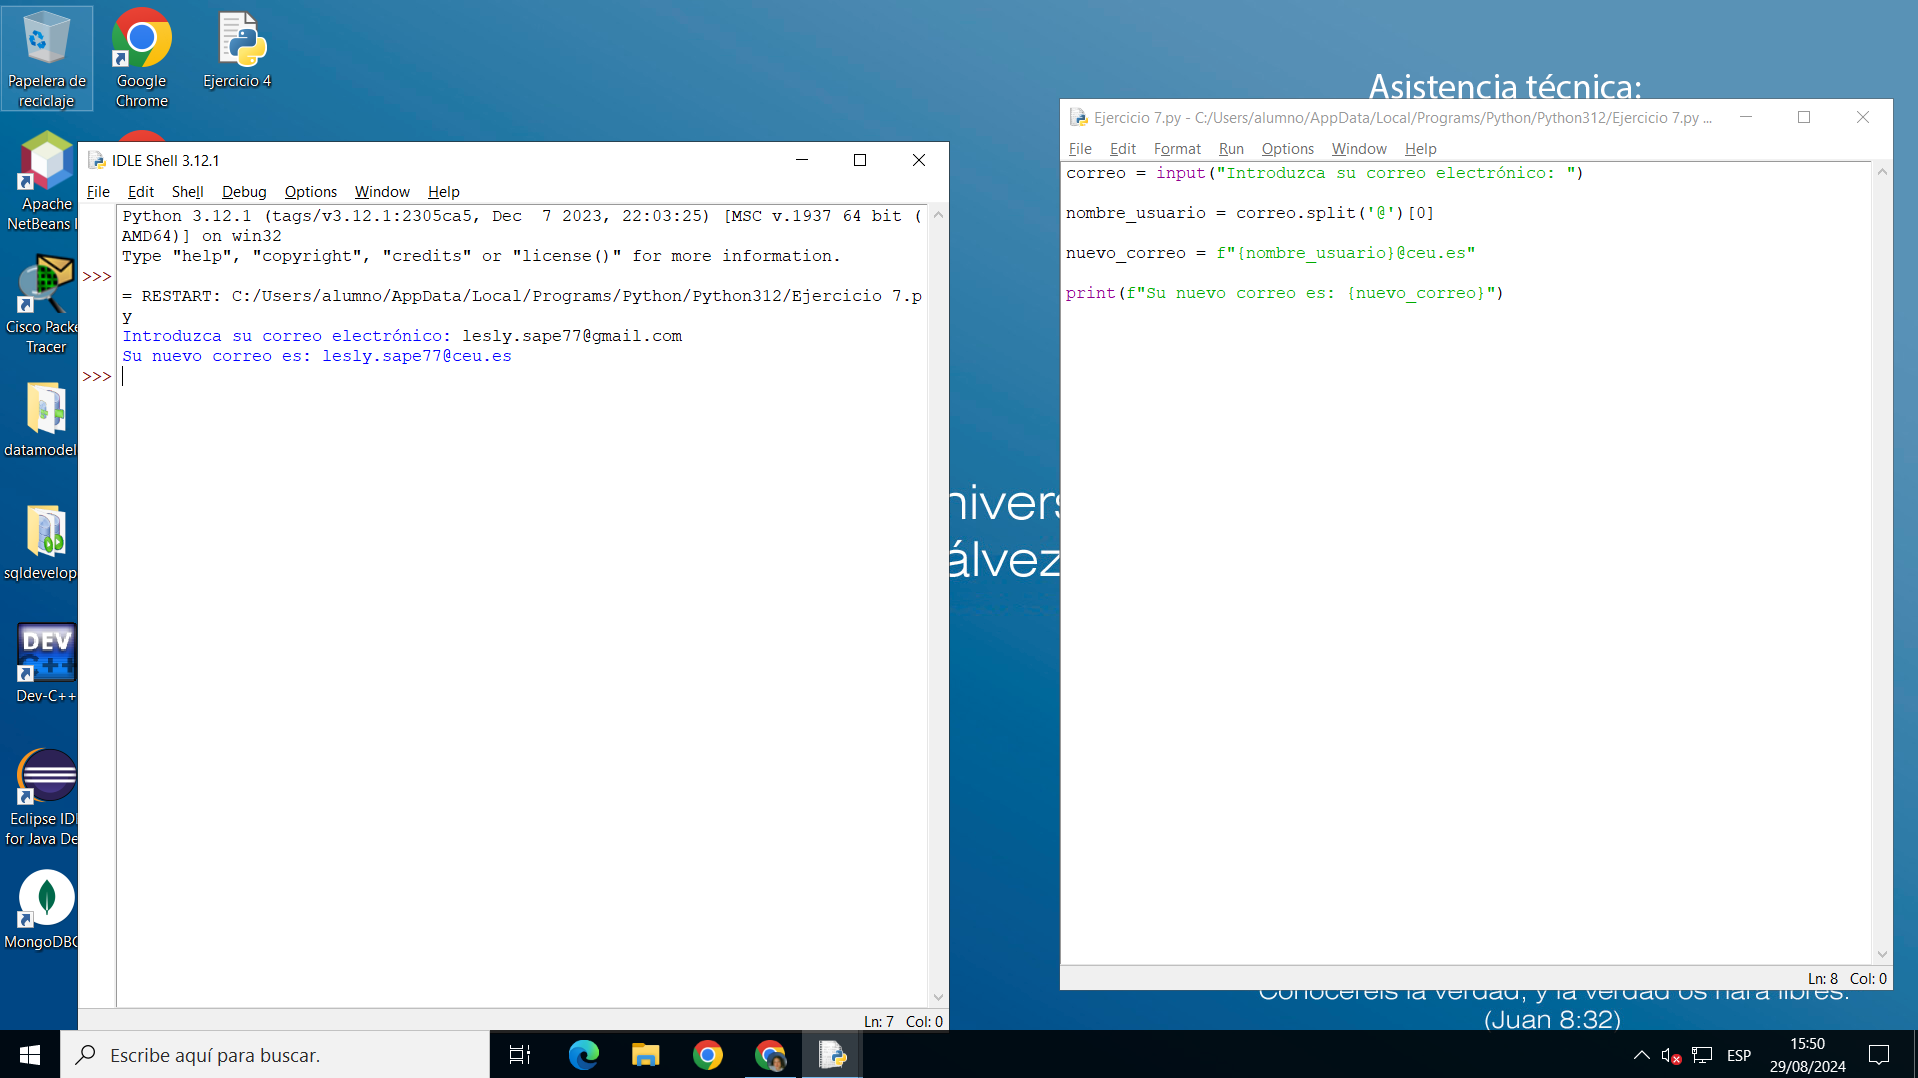 Papelera de
reciclaje
Google
Chrome
Ejercicio 4
Apache
NetBeans I
Cisco Packe
Tracer
datamodel
sqldevelop
DEV
C++
Dev-C++
Eclipse IDE
for Java De
MongoDBC
Asistencia técnica:
IDLE Shell 3.12.1
File Edit Shell Debug Options Window Help
Python 3.12.1 (tags/v3.12.1:2305ca5, Dec  7 2023, 22:03:25) [MSC v.1937 64 bit (
AMD64)] on win32
Type "help", "copyright", "credits" or "license()" for more information.
>>>
= RESTART: C:/Users/alumno/AppData/Local/Programs/Python/Python312/Ejercicio 7.p
y
Introduzca su correo electrónico: lesly.sape77@gmail.com
Su nuevo correo es: lesly.sape77@ceu.es
>>>
Ln: 7 Col: 0
Ejercicio 7.py - C:/Users/alumno/AppData/Local/Programs/Python/Python312/Ejercicio 7.py ...
File Edit Format Run Options Window Help
correo = input("Introduzca su correo electrónico: ")
nombre_usuario = correo.split('@')[0]
nuevo_correo = f"{nombre_usuario}@ceu.es"
print(f"Su nuevo correo es: {nuevo_correo}")
Ln: 8 Col: 0
nivers
álvez
Conoceréis la verdad, y la verdad os hará libres.
(Juan 8:32)
Escribe aquí para buscar.
ESP
15:50
29/08/2024